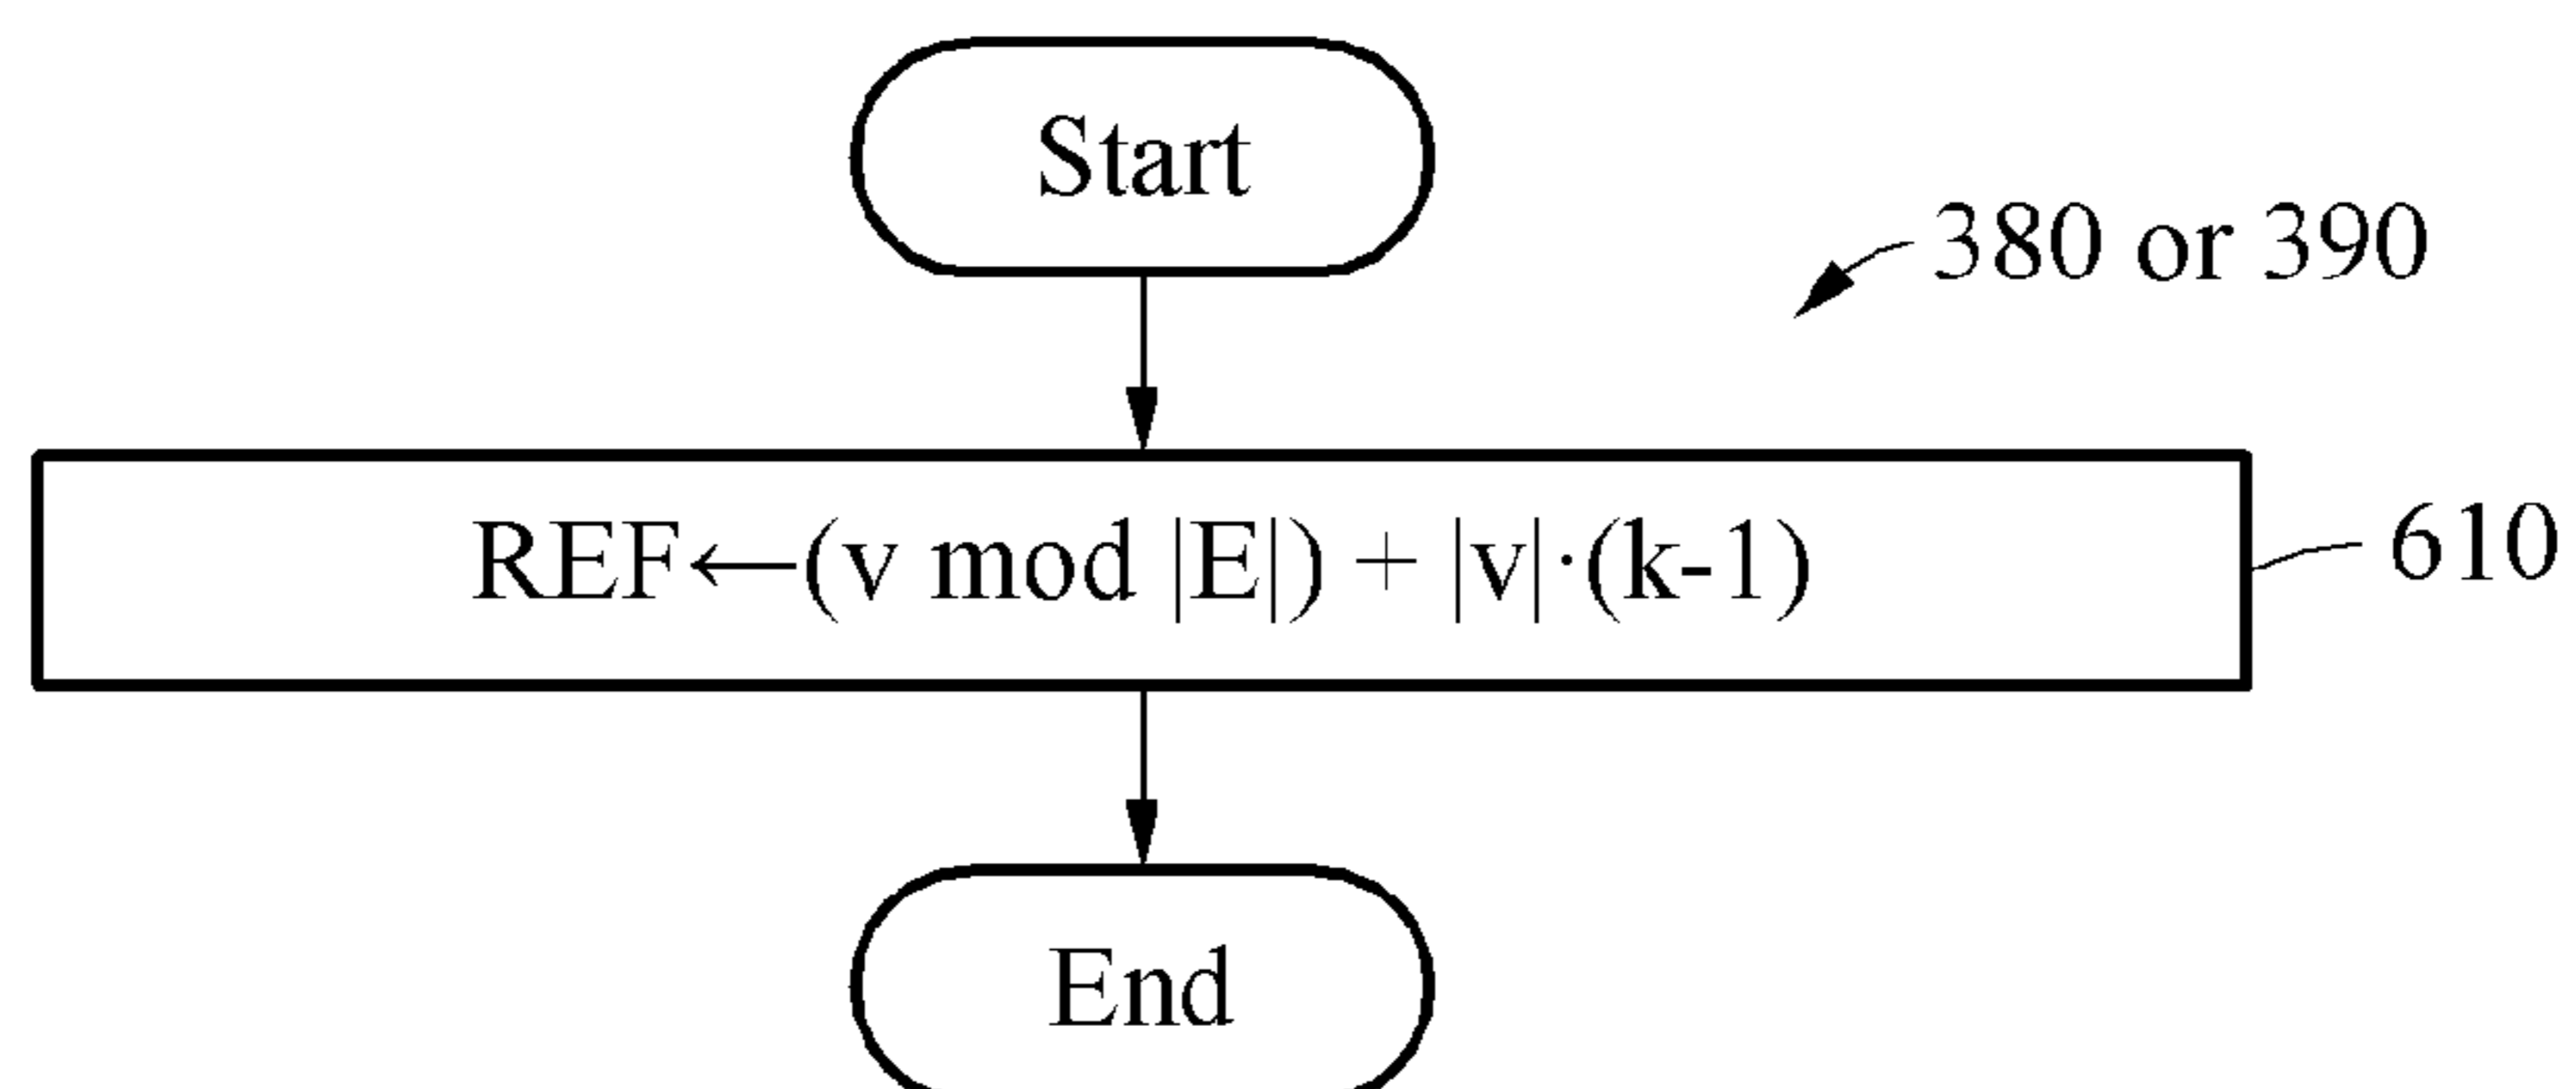 Start
380 or 390
REF←(v mod |E|) + |v|·(k-1)
610
End